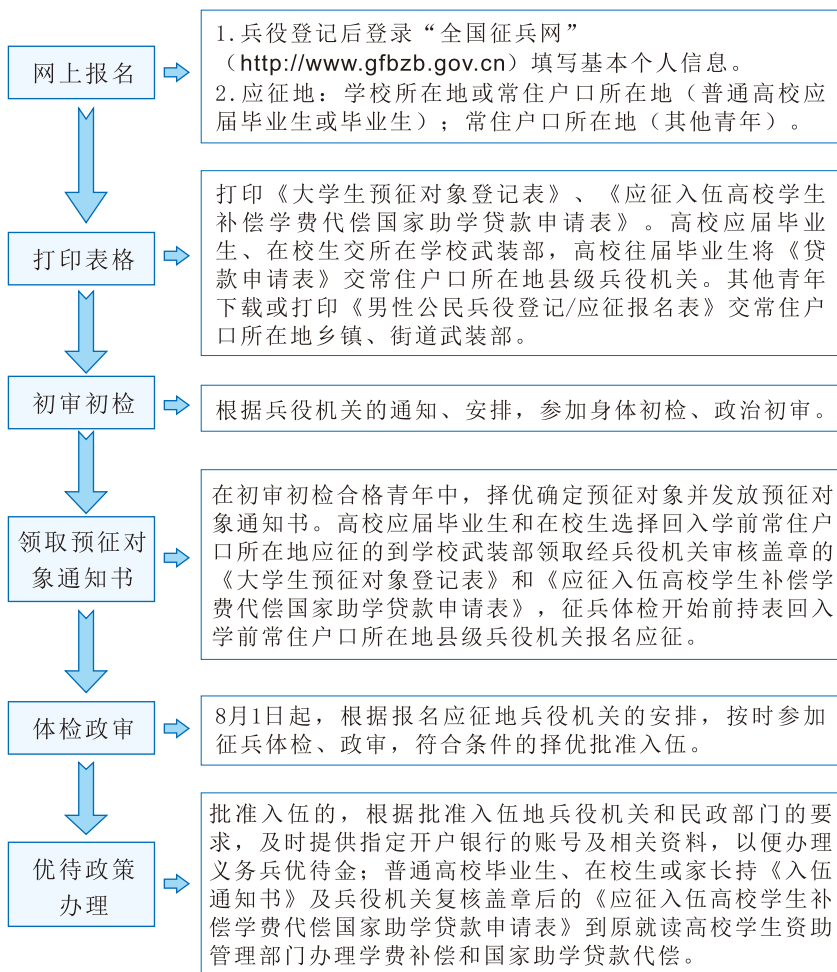 网上报名
1.兵役登记后登录“全国征兵网”
（http://www.gfbzb.gov.cn）填写基本个人信息。
2.应征地：学校所在地或常住户口所在地（普通高校应
届毕业生或毕业生）；常住户口所在地（其他青年）。
打印表格
打印《大学生预征对象登记表》、《应征入伍高校学生
补偿学费代偿国家助学贷款申请表》。高校应届毕业
生、在校生交所在学校武装部，高校往届毕业生将《贷
款申请表》交常住户口所在地县级兵役机关。其他青年
下载或打印《男性公民兵役登记/应征报名表》交常住户
口所在地乡镇、街道武装部。
初审初检
根据兵役机关的通知、安排，参加身体初检、政治初审。
领取预征对
象通知书
在初审初检合格青年中，择优确定预征对象并发放预征对
象通知书。高校应届毕业生和在校生选择回入学前常住户
口所在地应征的到学校武装部领取经兵役机关审核盖章的
《大学生预征对象登记表》和《应征入伍高校学生补偿学
费代偿国家助学贷款申请表》，征兵体检开始前持表回入
学前常住户口所在地县级兵役机关报名应征。
体检政审
8月1日起，根据报名应征地兵役机关的安排，按时参加
征兵体检、政审，符合条件的择优批准入伍。
优待政策
办理
批准入伍的，根据批准入伍地兵役机关和民政部门的要
求，及时提供指定开户银行的账号及相关资料，以便办理
义务兵优待金；普通高校毕业生、在校生或家长持《入伍
通知书》及兵役机关复核盖章后的《应征入伍高校学生补
偿学费代偿国家助学贷款申请表》到原就读高校学生资助
管理部门办理学费补偿和国家助学贷款代偿。